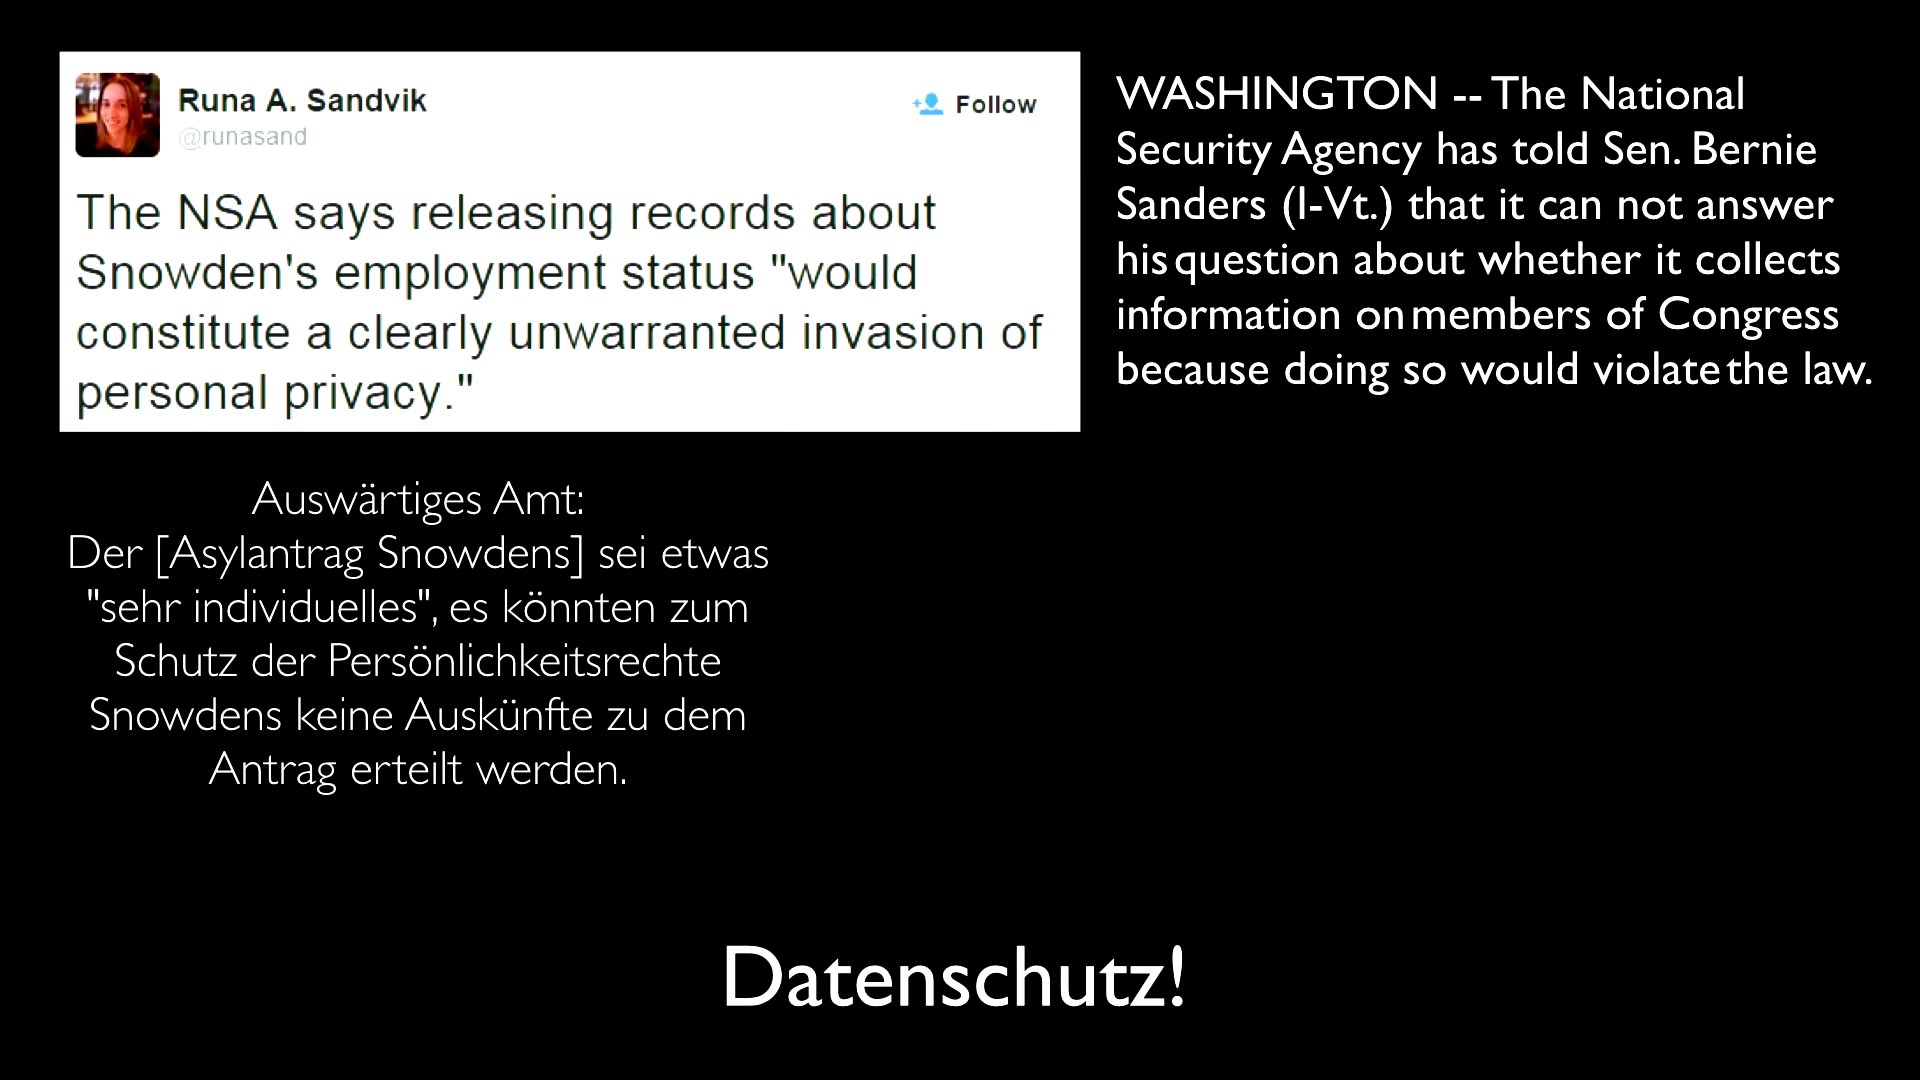 Runa A. Sandvik
@runasand
Follow
The NSA says releasing records about
Snowden's employment status "would
constitute a clearly unwarranted invasion of
personal privacy."
WASHINGTON -- The National
Security Agency has told Sen. Bernie
Sanders (I-Vt.) that it can not answer
his question about whether it collects
information on members of Congress
because doing so would violate the law.
Auswärtiges Amt:
Der [Asylantrag Snowdens] sei etwas
"sehr individuelles", es könnten zum
Schutz der Persönlichkeitsrechte
Snowdens keine Auskünfte zu dem
Antrag erteilt werden.
Datenschutz!